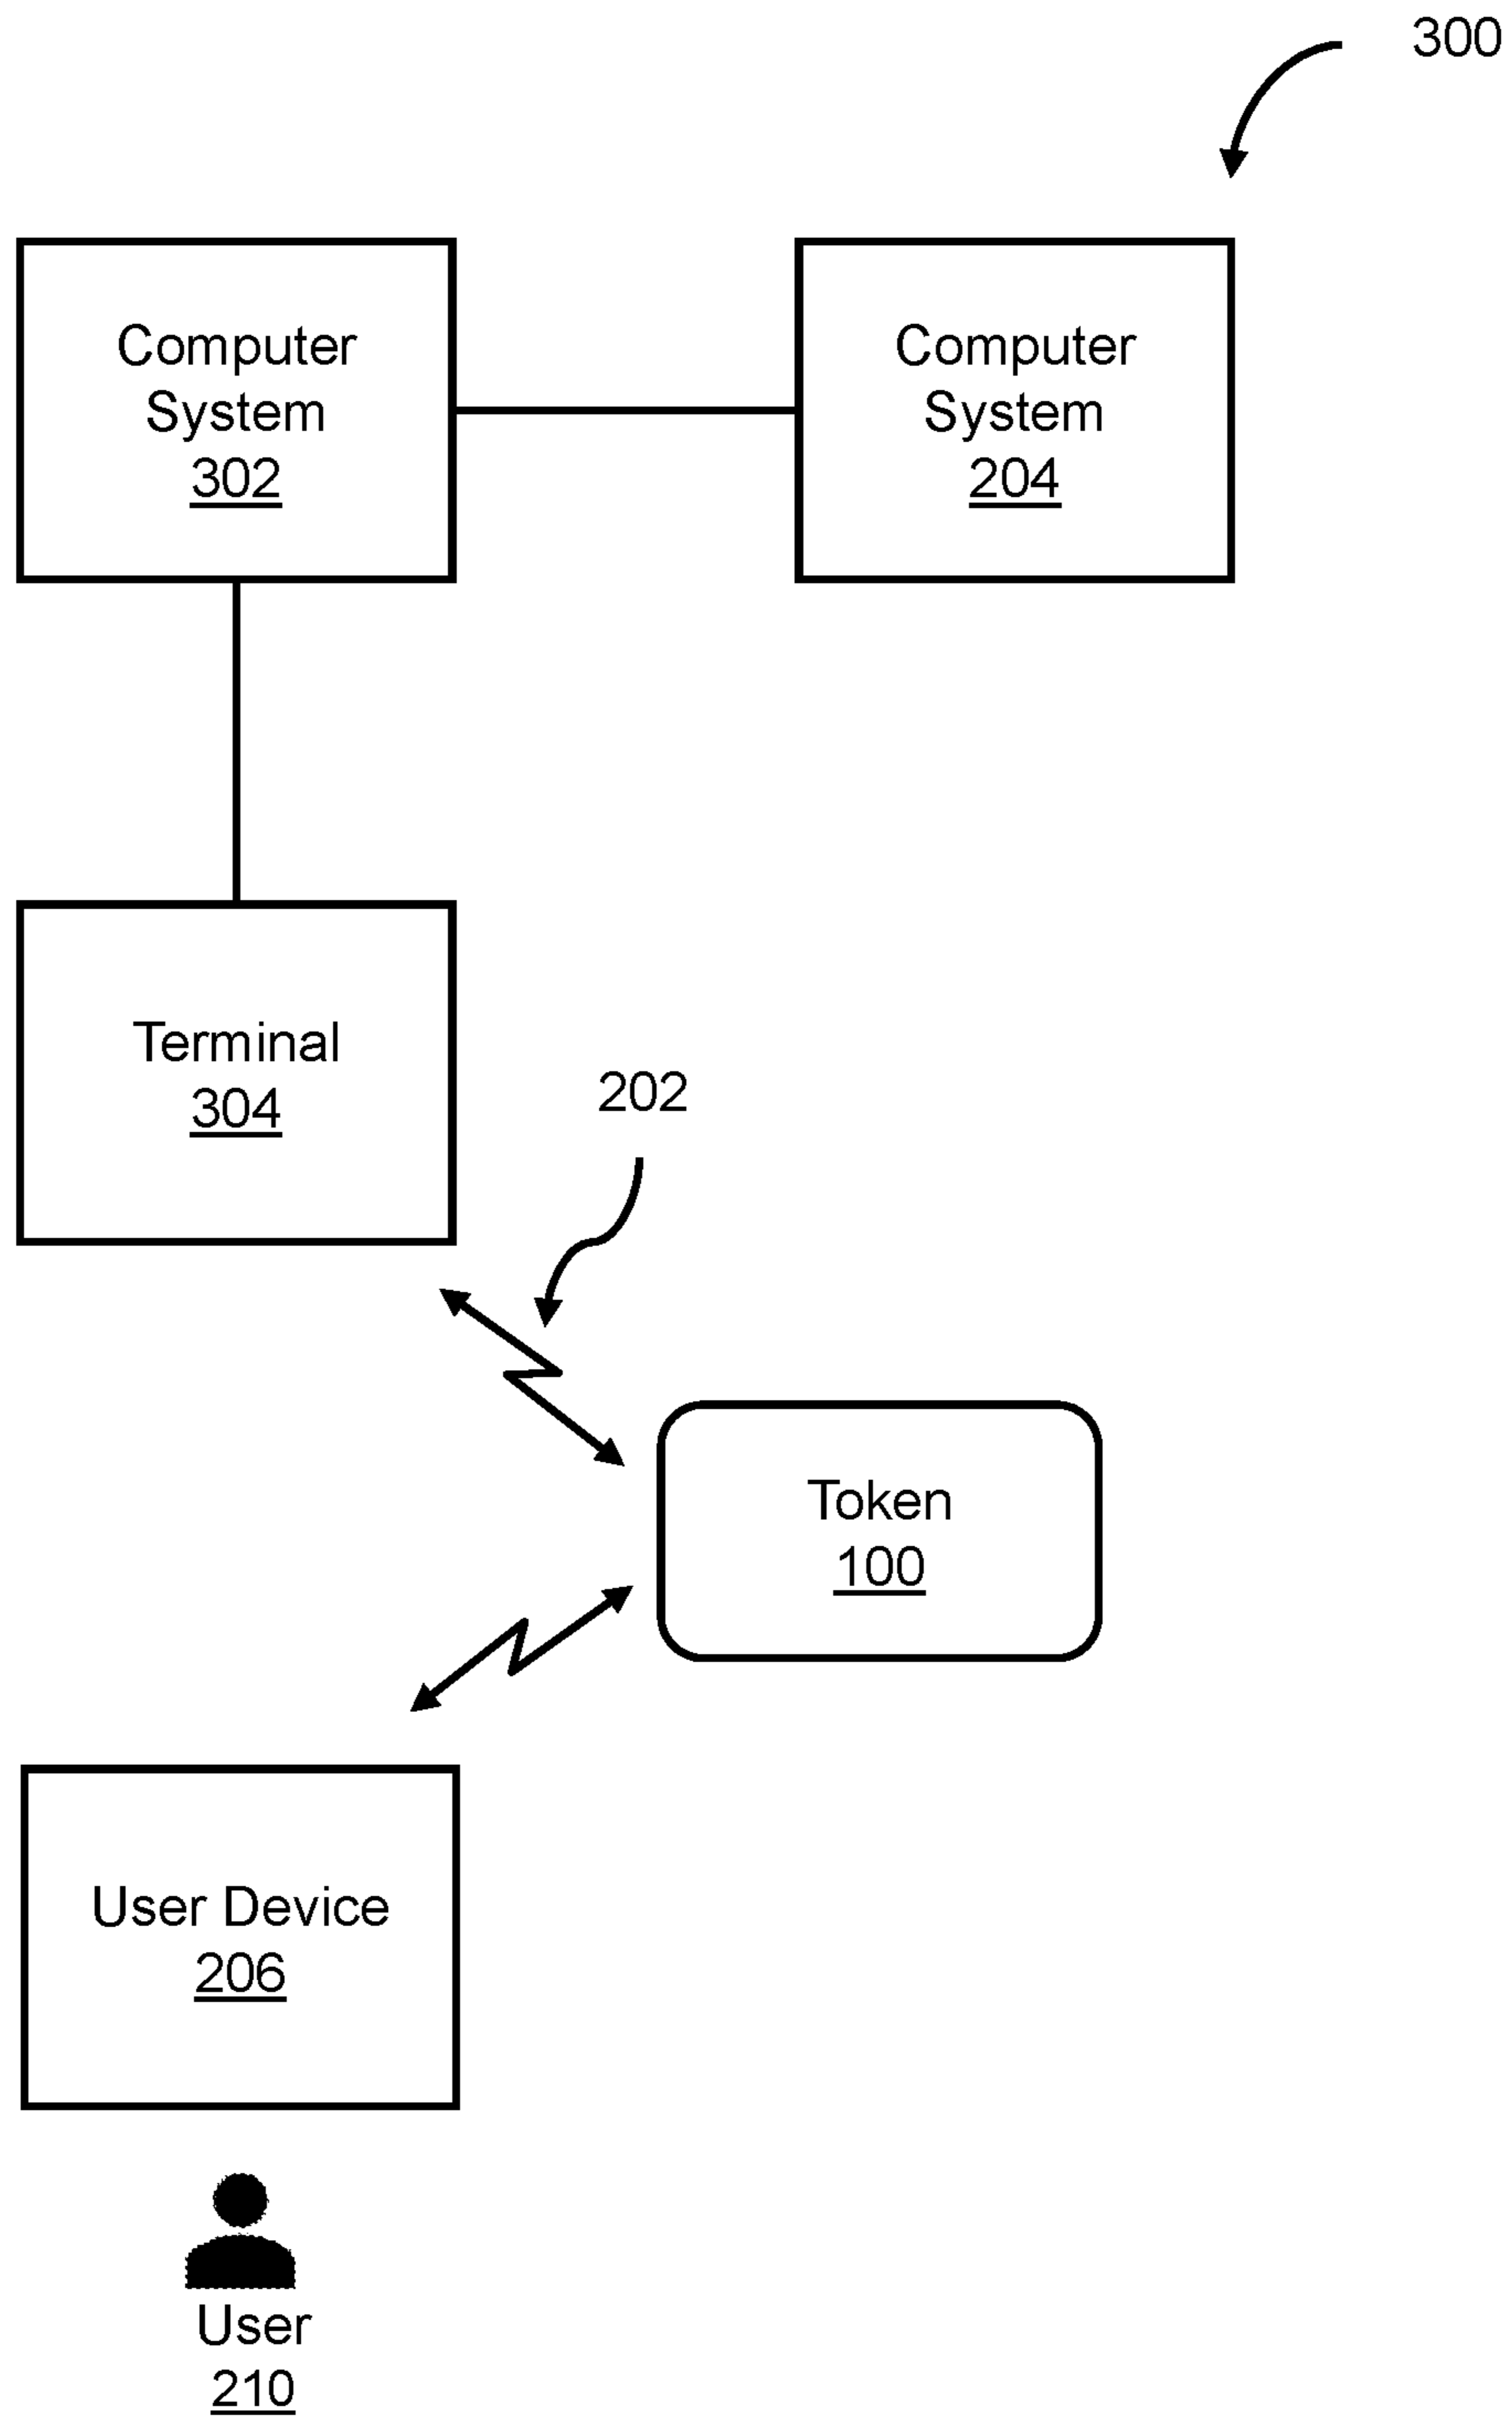 300
Computer
System
302
Computer
System
204
Terminal
304
202
Token
100
User Device
206
User
210